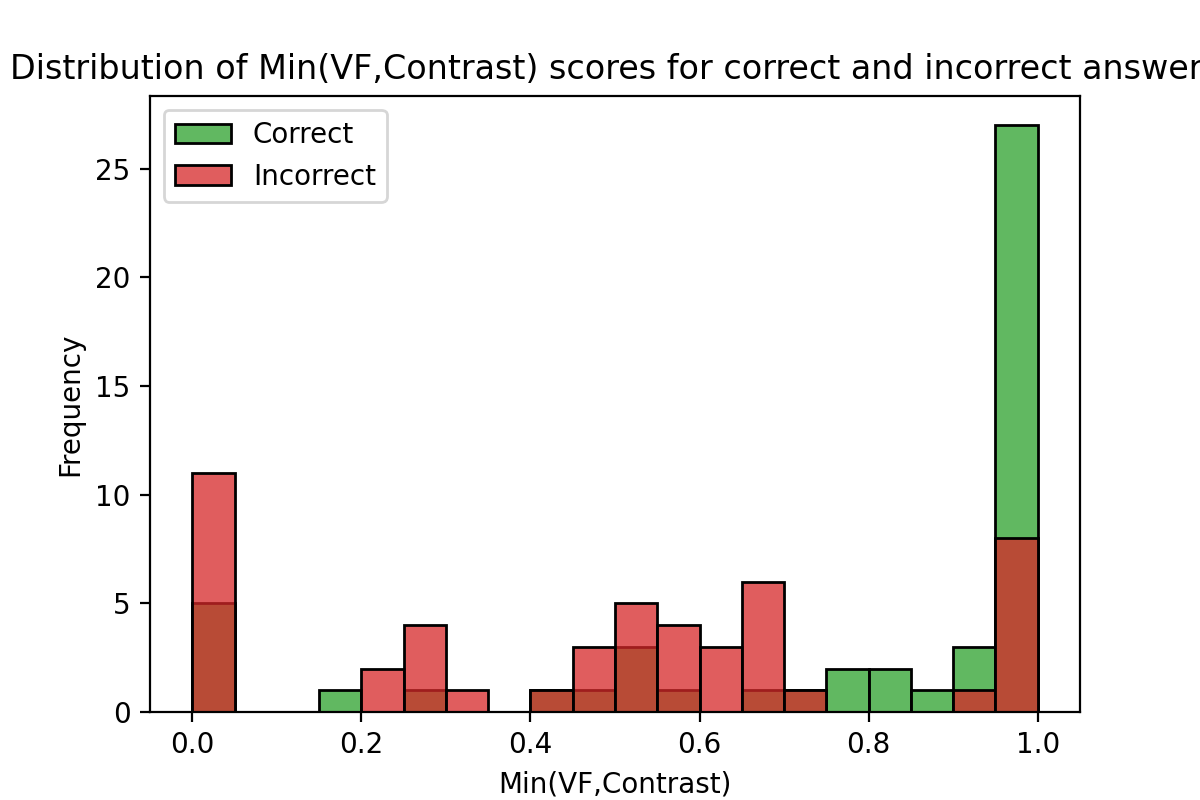 Distribution of Min(VF,Contrast) scores for correct and incorrect answer
Correct
Incorrect
Frequency
25
20
15
10
5
0
0.0 0.2 0.4 0.6 0.8 1.0
Min(VF,Contrast)